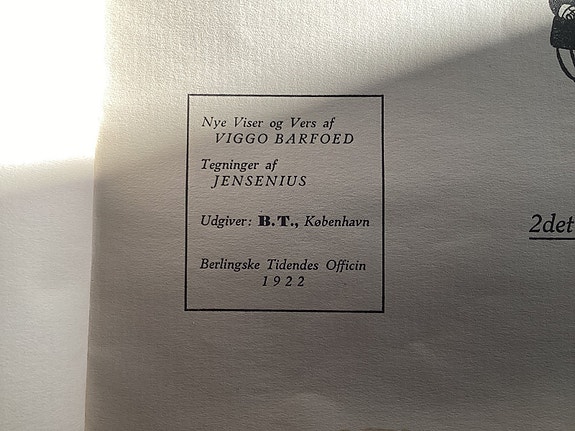 Nye Viser og Vers af
VIGGO BARFOED
Tegninger af
JENSENIUS
Udgiver: B.T., København
Berlingske Tidendes Officin
1922
2det